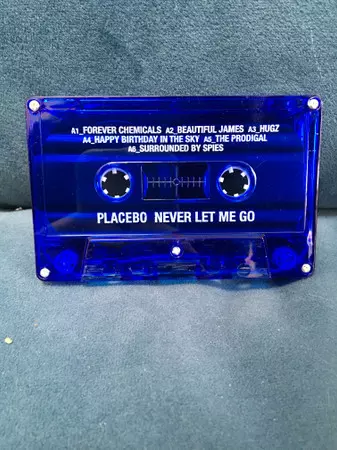 A1_FOREVER CHEMICALS A2_BEAUTIFUL JAMES A3_HUGZ
A4_HAPPY BIRTHDAY IN THE SKY A5_THE PRODIGAL
A6_SURROUNDED BY SPIES
PLACEBO NEVER LET ME GO